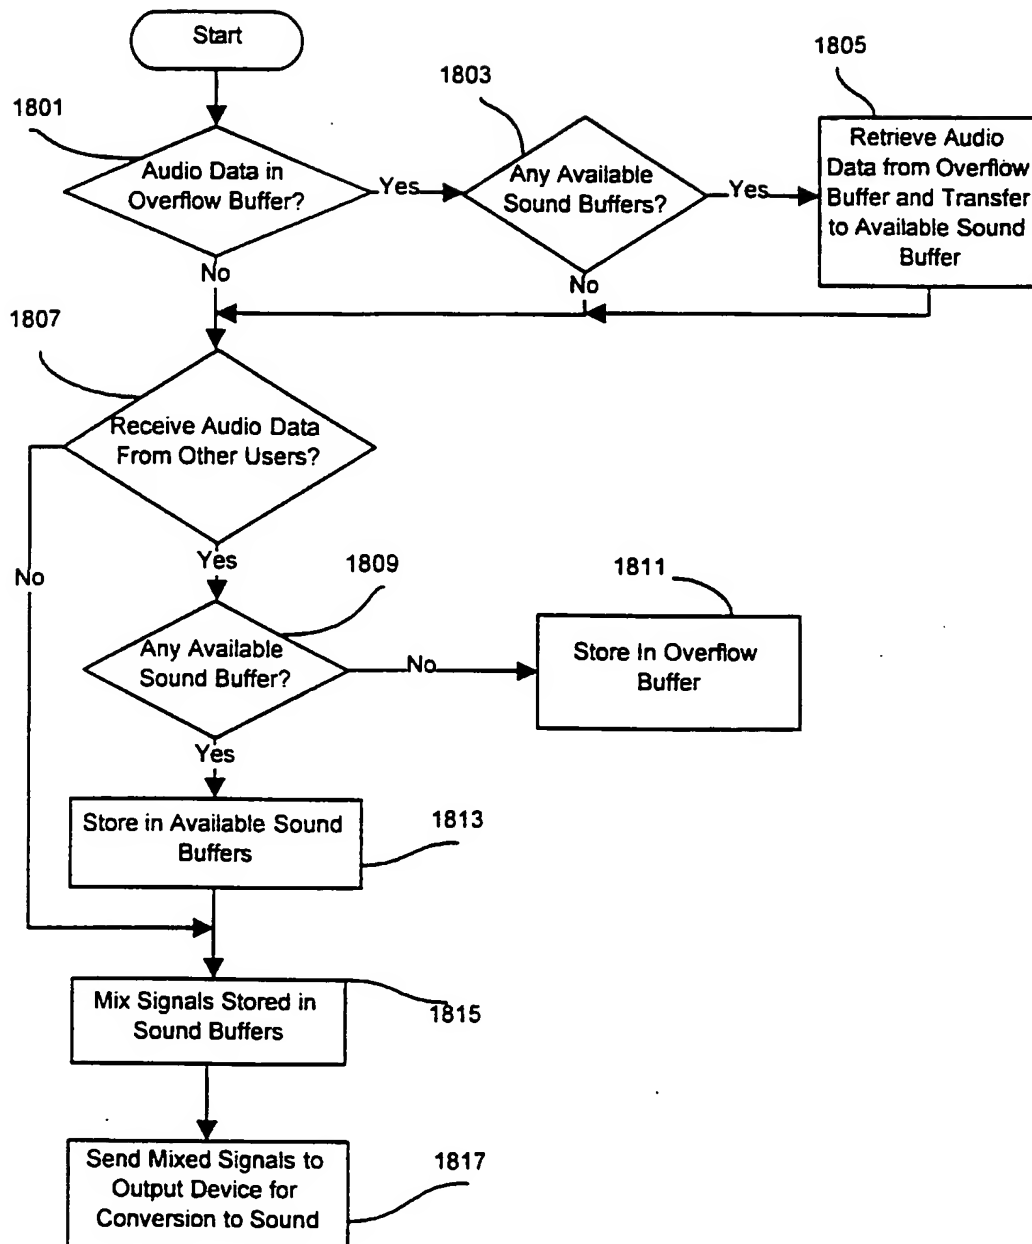 Start
1801
1803
1805
Audio Data in
Overflow Buffer?
Yes
Any Available
Sound Buffers?
Yes
Retrieve Audio
Data from Overflow
Buffer and Transfer
to Available Sound
Buffer
No
No
1807
Receive Audio Data
From Other Users?
No
Yes
1809
1811
Any Available
Sound Buffer?
No
Store In Overflow
Buffer
Yes
Store in Available Sound
Buffers
1813
Mix Signals Stored in
Sound Buffers
1815
Send Mixed Signals to
Output Device for
Conversion to Sound
1817